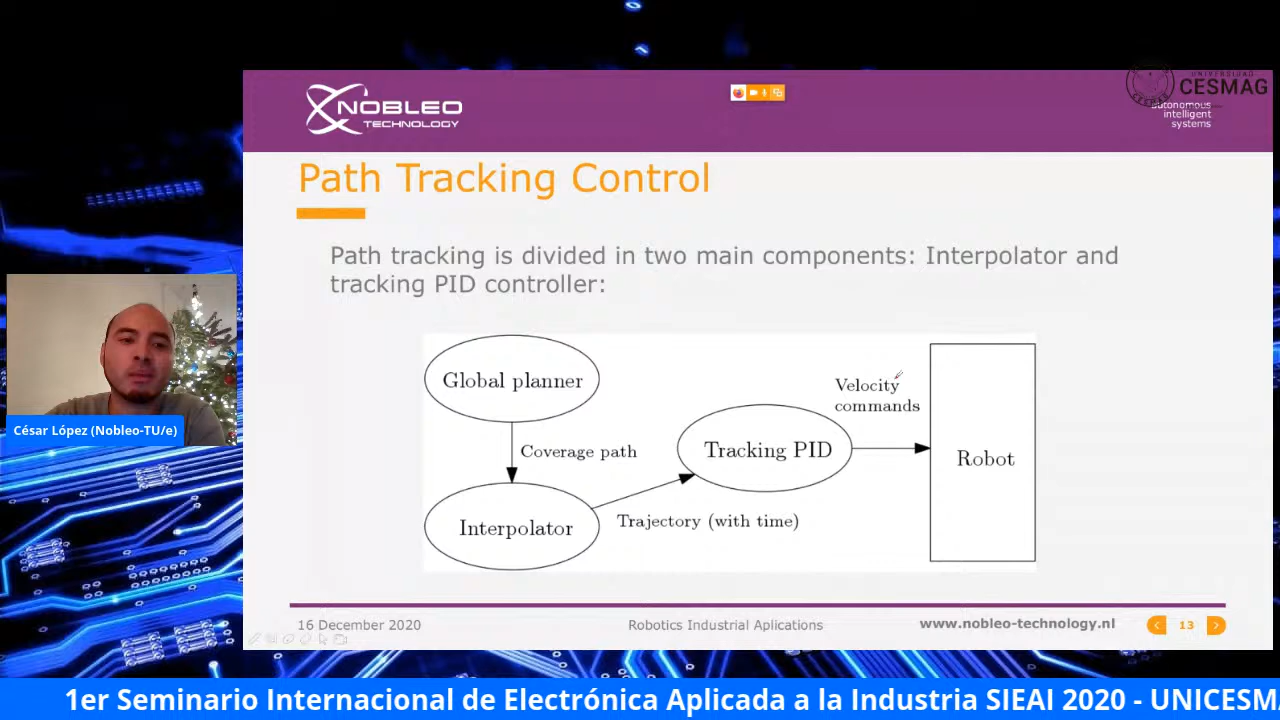 NOBLEO
TECHNOLOGY
UNIVERSIDAD
CESMAG
autonomous
intelligent
systems
Path Tracking Control
Path tracking is divided in two main components: Interpolator and
tracking PID controller:
Global planner
Velocity
commands
Coverage path
Tracking PID
Robot
Interpolator
Trajectory (with time)
César López (Nobleo-TU/e)
16 December 2020
Robotics Industrial Aplications
www.nobleo-technology.nl
13
1er Seminario Internacional de Electrónica Aplicada a la Industria SIEAI 2020 - UNICESMA